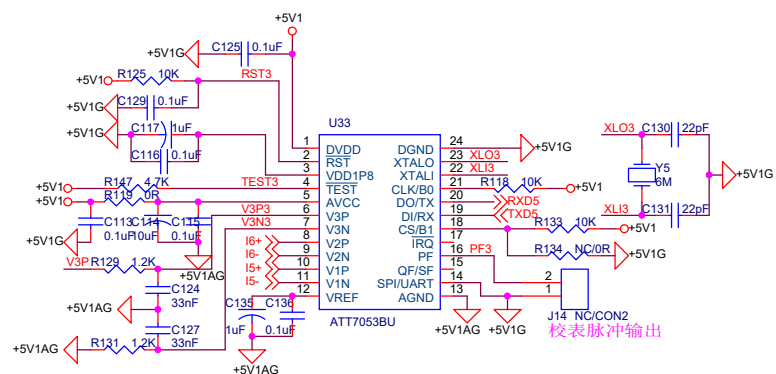 +5V1
+5V1G C125 0.1uF
+5V1 R125 10K RST3
+5V1G C129 0.1uF
+5V1G C117 1uF
C116 0.1uF
R147 4.7K TEST3
+5V1
+5V1 R119 0R
C113 C114 C115
0.1uF 10uF 0.1uF
+5V1G
+5V1AG
V3P3
V3N3
I6+
I6-
I5+
I5-
V3P R129 1.2K
C124
33nF
+5V1AG
C127
33nF
+5V1AG R131 1.2K
C135 C136
1uF 0.1uF
+5V1AG
U33
1 DVDD DGND 24
2 RST XTALO 23
3 VDD1P8 XTALI 22
4 TEST CLK/B0 21
5 AVCC DO/TX 20
6 V3P DI/RX 19
7 V3N CS/B1 18
8 V2P IRQ 17
9 V2N PF 16
10 V1P QF/SF 15
11 V1N SPI/UART 14
12 VREF AGND 13
ATT7053BU
+5V1G
XLO3
XLI3
R118 10K +5V1
RXD5
TXD5
R133 10K
+5V1
R134 NC/0R
+5V1G
PF3
2
1
J14 NC/CON2
校表脉冲输出
+5V1AG +5V1G
XLO3 C130 22pF
Y5
6M
+5V1G
XLI3 C131 22pF